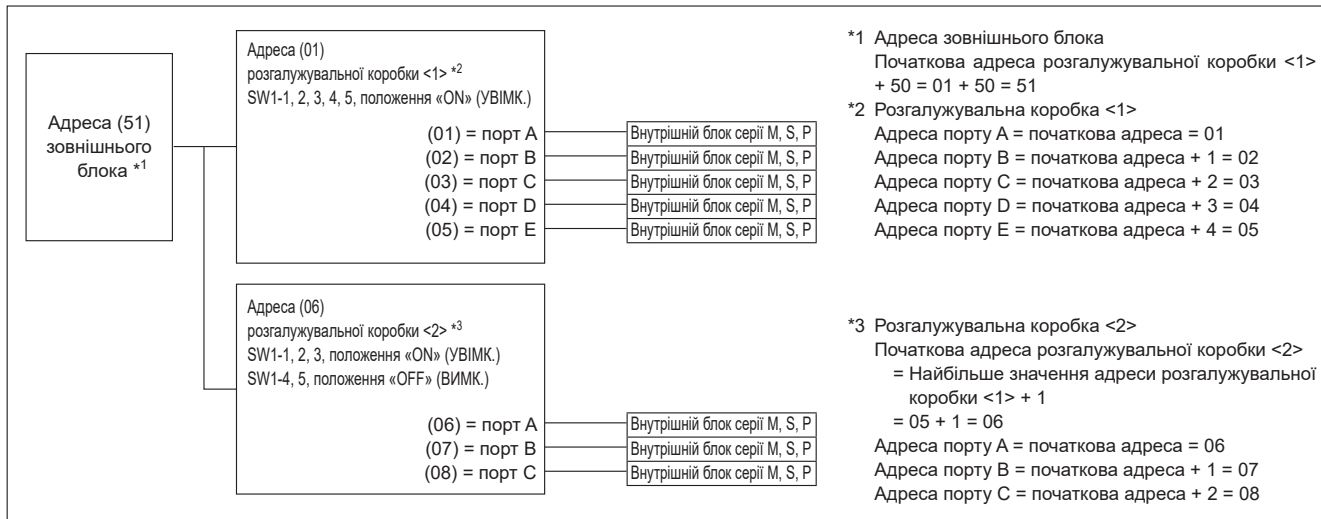 Адреса (51)
зовнішнього
блока *1
Адреса (01)
розгалужувальної коробки <1> *2
SW1-1, 2, 3, 4, 5, положення «ON» (УВІМК.)
(01) = порт A
Внутрішній блок серії M, S, P
(02) = порт B
Внутрішній блок серії M, S, P
(03) = порт C
Внутрішній блок серії M, S, P
(04) = порт D
Внутрішній блок серії M, S, P
(05) = порт E
Внутрішній блок серії M, S, P
Адреса (06)
розгалужувальної коробки <2> *3
SW1-1, 2, 3, положення «ON» (УВІМК.)
SW1-4, 5, положення «OFF» (ВИМК.)
(06) = порт A
Внутрішній блок серії M, S, P
(07) = порт B
Внутрішній блок серії M, S, P
(08) = порт C
Внутрішній блок серії M, S, P
*1 Адреса зовнішнього блока
Початкова адреса розгалужувальної коробки <1>
+ 50 = 01 + 50 = 51
*2 Розгалужувальна коробка <1>
Адреса порту A = початкова адреса = 01
Адреса порту B = початкова адреса + 1 = 02
Адреса порту C = початкова адреса + 2 = 03
Адреса порту D = початкова адреса + 3 = 04
Адреса порту E = початкова адреса + 4 = 05
*3 Розгалужувальна коробка <2>
Початкова адреса розгалужувальної коробки <2>
= Найбільше значення адреси розгалужувальної
коробки <1> + 1
= 05 + 1 = 06
Адреса порту A = початкова адреса = 06
Адреса порту B = початкова адреса + 1 = 07
Адреса порту C = початкова адреса + 2 = 08